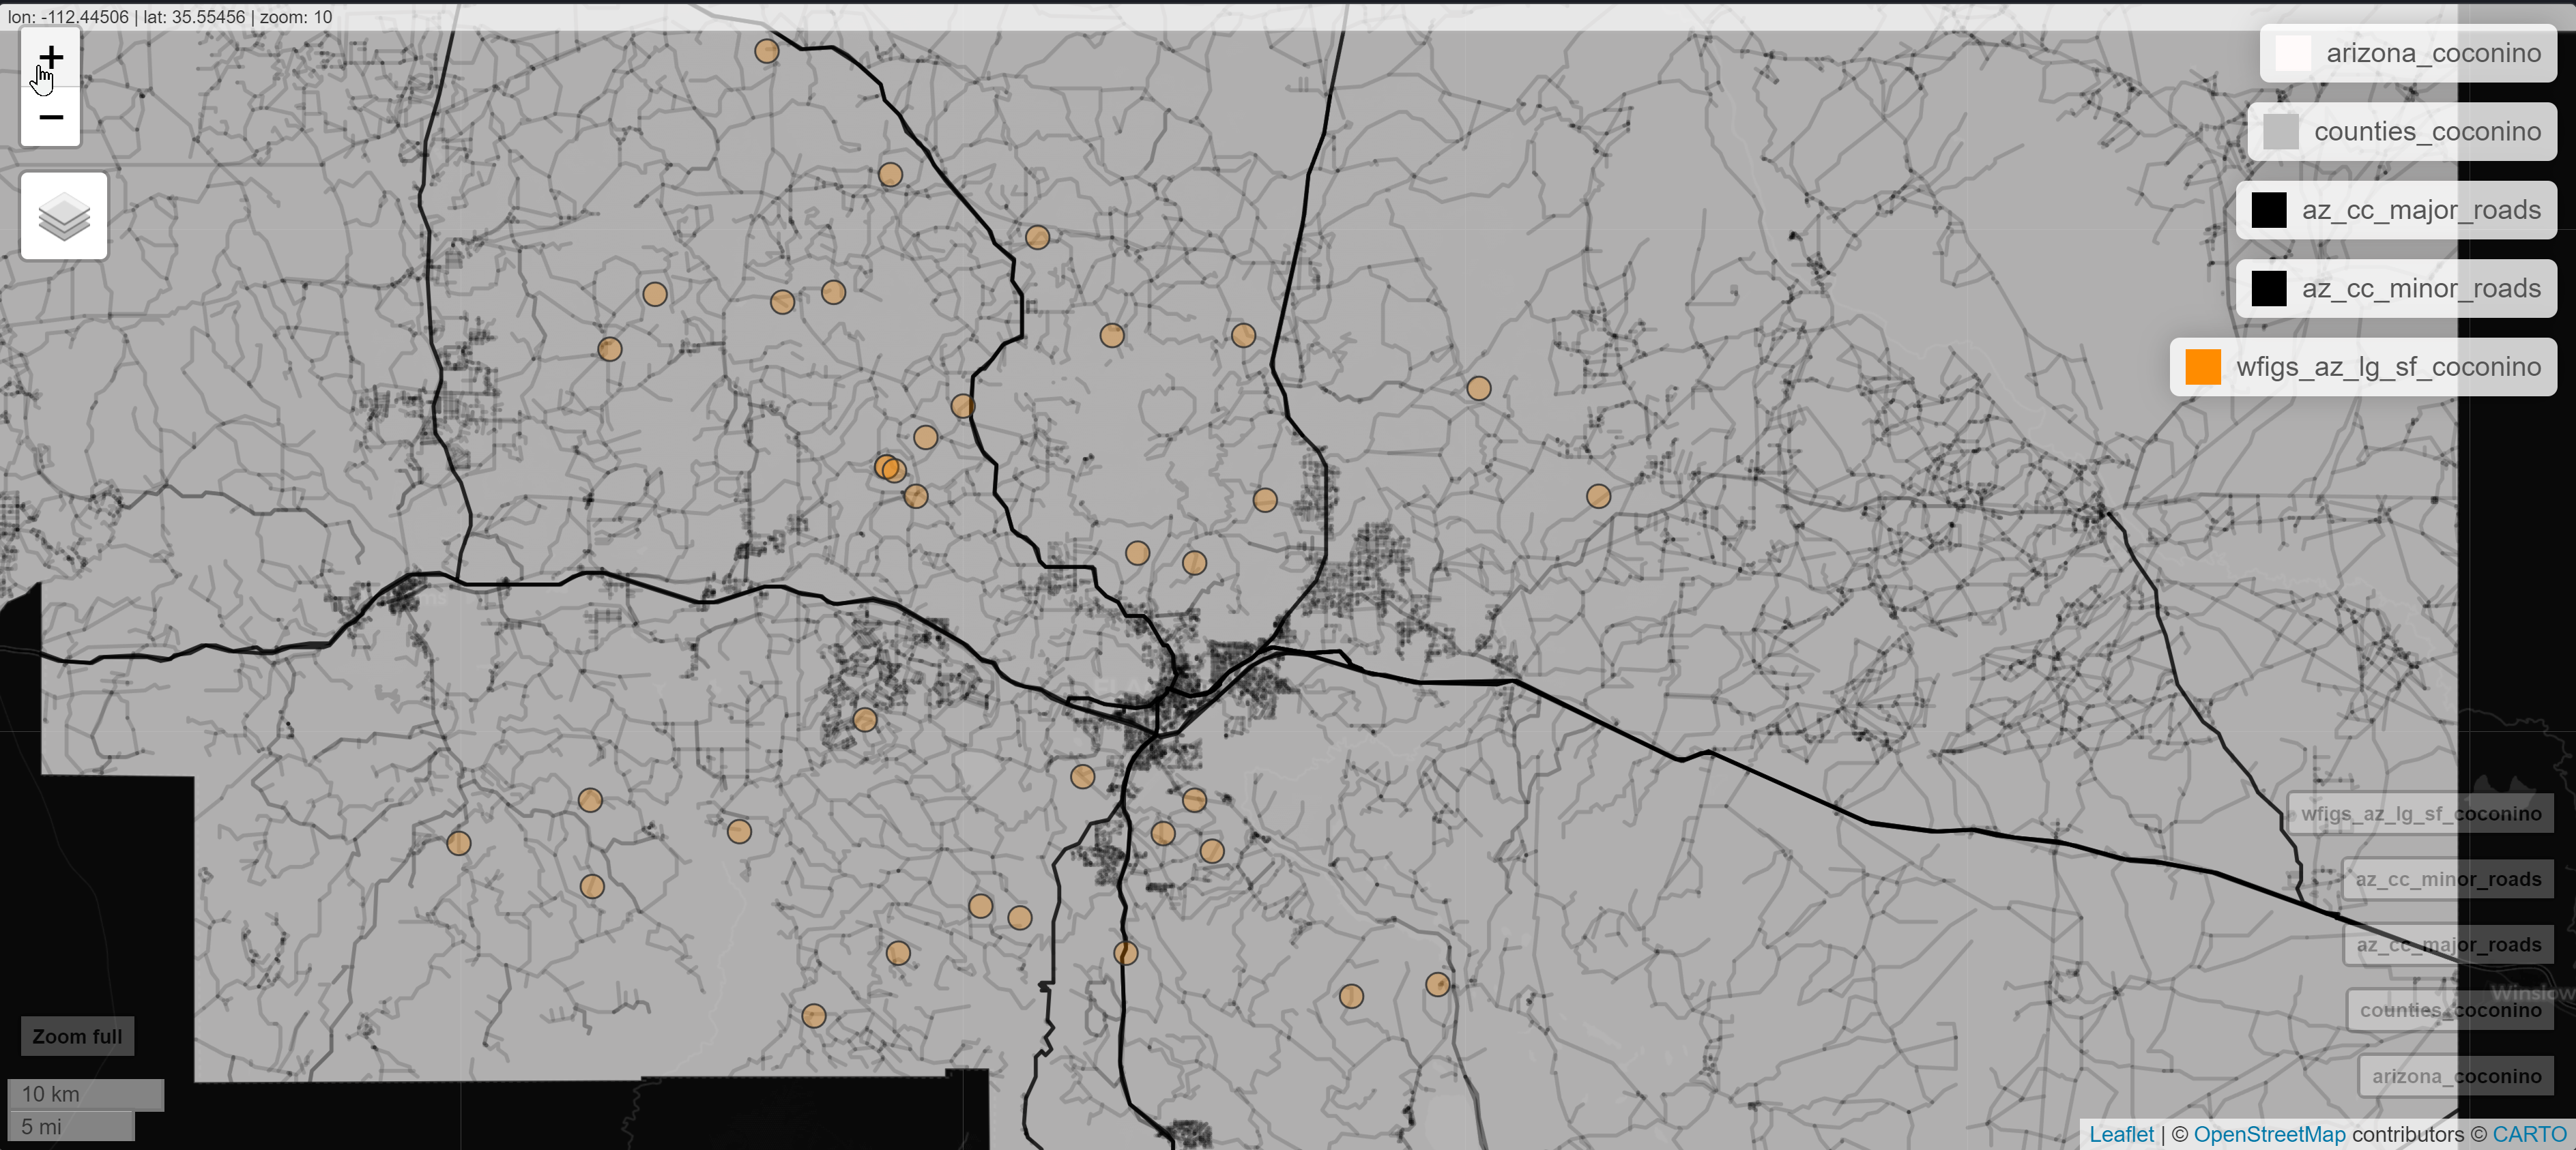 lon: -112.44506 | lat: 35.55456 | zoom: 10
+
−
arizona_coconino
counties_coconino
az_cc_major_roads
az_cc_minor_roads
wfigs_az_lg_sf_coconino
wfigs_az_lg_sf_coconino
az_cc_minor_roads
az_cc_major_roads
Winslow
counties_coconino
arizona_coconino
Zoom full
10 km
5 mi
Leaflet | © OpenStreetMap contributors © CARTO